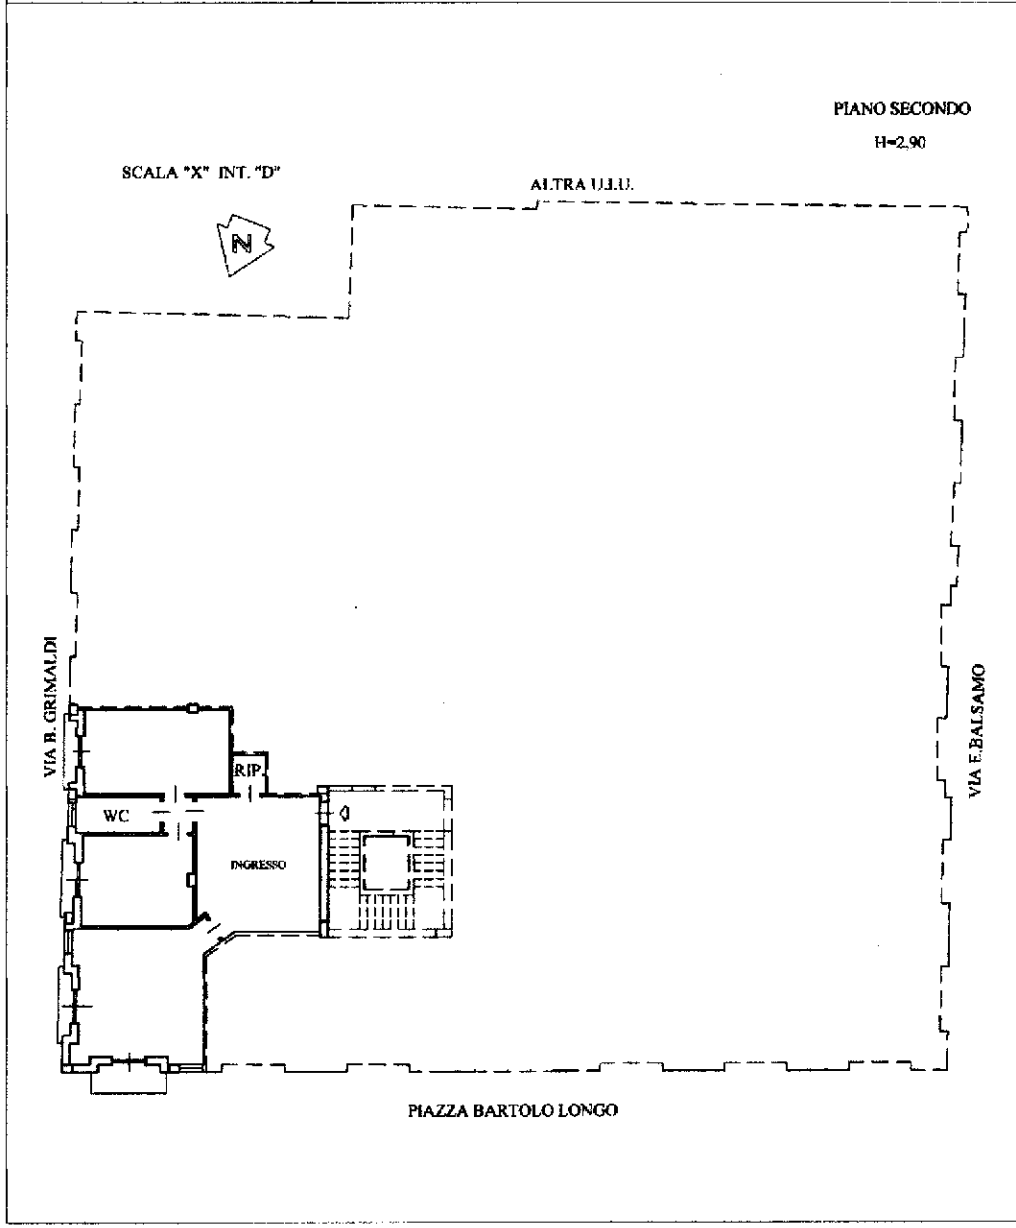 PIANO SECONDO
H=2.90
SCALA "X" INT. "D"
ALTRA U.I.U.
N
VIA B. GRIMALDI
VIA E.BALSAMO
RIP.
WC
INGRESSO
PIAZZA BARTOLO LONGO